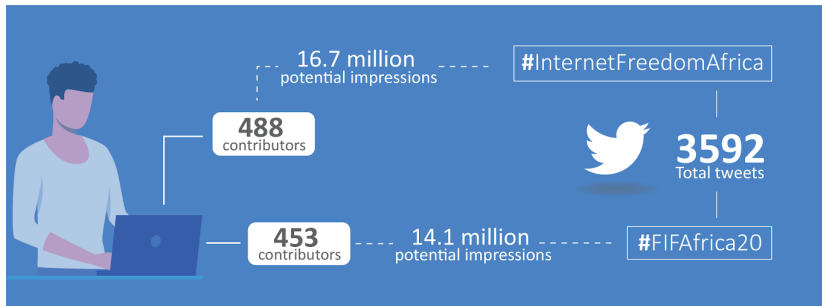 16.7 million
potential impressions
#InternetFreedomAfrica
488
contributors
3592
Total tweets
453
contributors
14.1 million
potential impressions
#FIFAfrica20